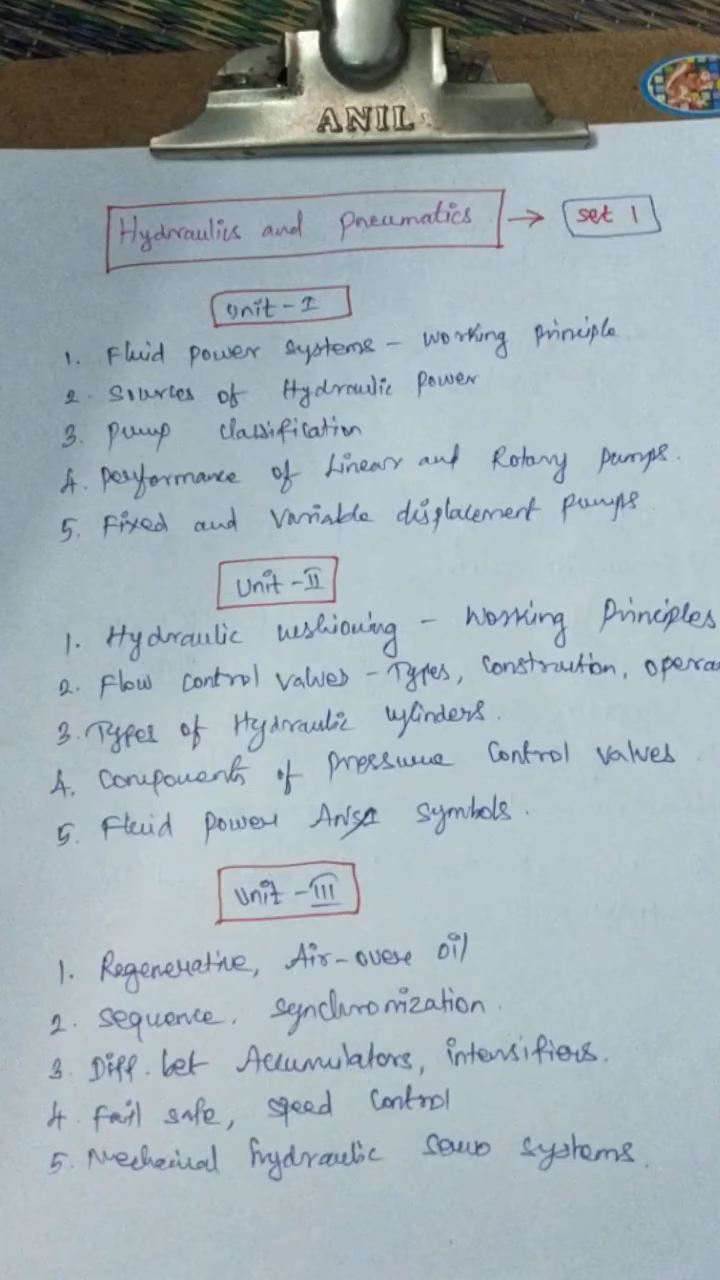 ANIL
Hydraulics and Pneumatics → set 1
Unit - I
1. Fluid power systems - Working Principle
2. Sources of Hydraulic Power
3. Pump classification
4. Performance of Linear and Rotary Pumps.
5. Fixed and Variable displacement pumps
Unit - II
1. Hydraulic cushioning - Working Principles
2. Flow control valves - Types, Construction, opera
3. Types of Hydraulic cylinders.
4. Components of Pressure Control valves
5. Fluid Power ANSI symbols.
Unit - III
1. Regenerative, Air-over oil
2. sequence, synchronization.
3. Diff. bet Accumulators, intensifiers.
4. Fail safe, speed control
5. Mechanical hydraulic servo systems.